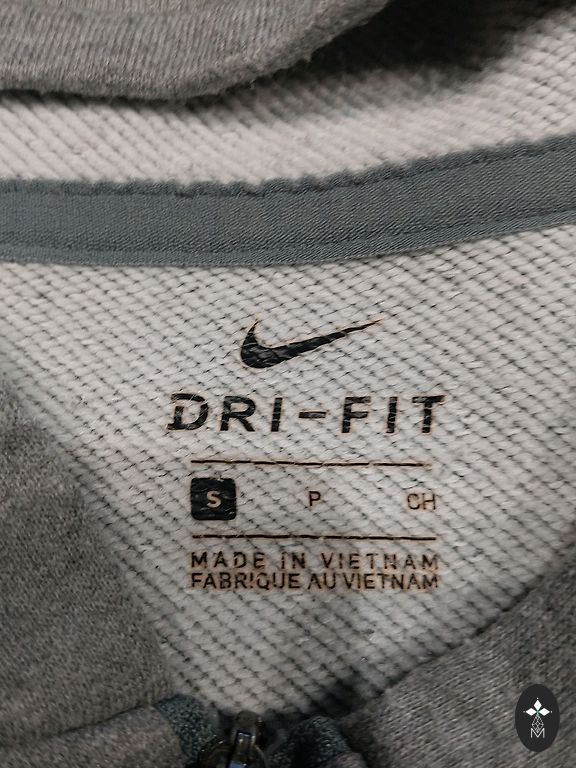 DRI-FIT
S P CH
MADE IN VIETNAM
FABRIQUE AU VIETNAM
M